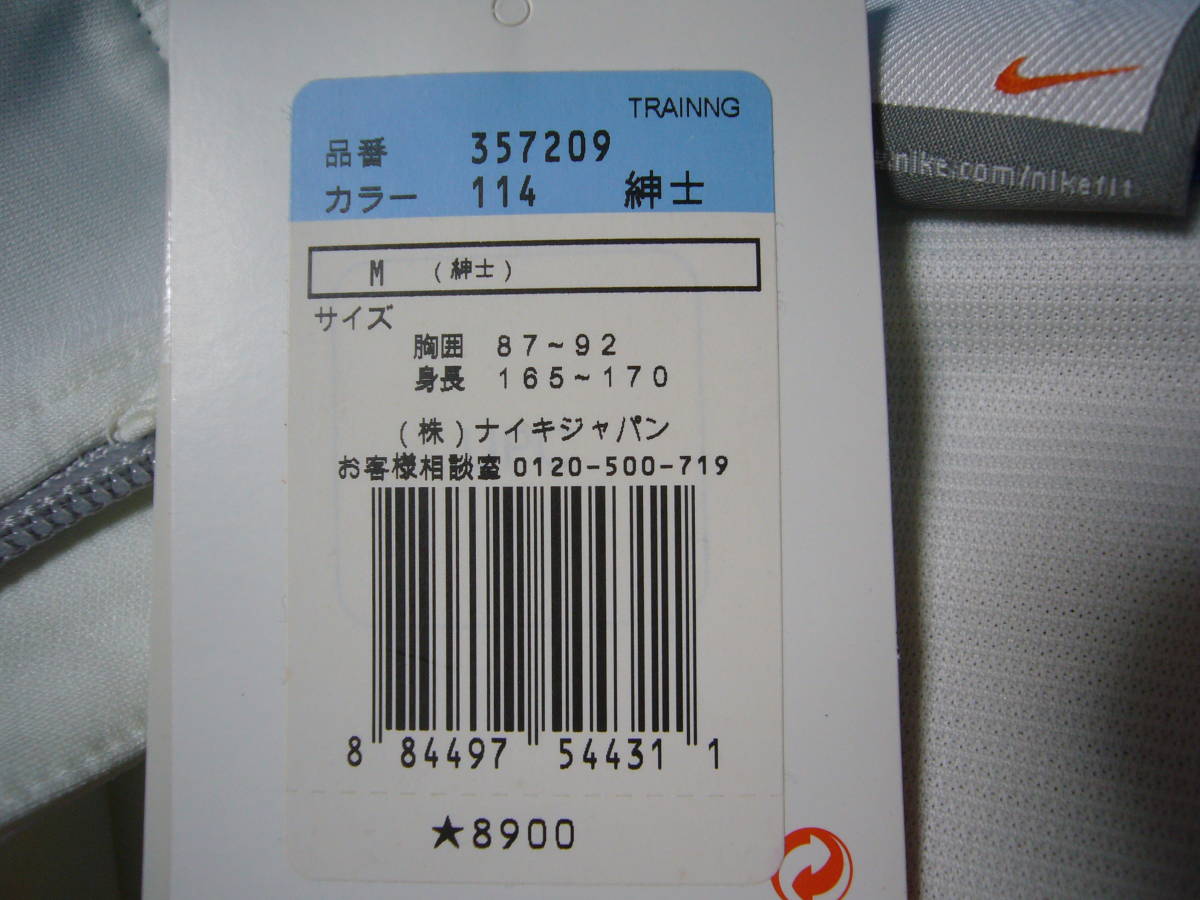 TRAINNG
品番 357209
カラー 114 紳士
M (紳士)
サイズ
胸囲 87~92
身長 165~170
(株)ナイキジャパン
お客様相談室 0120-500-719
8 84497 54431 1
★8900
nike.com/nikefit